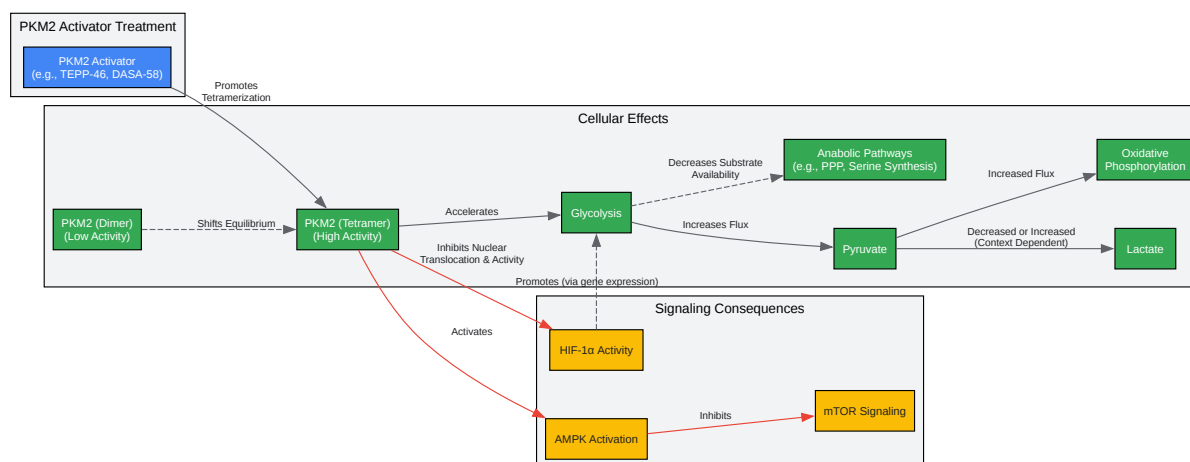 PKM2 Activator Treatment
PKM2 Activator
(e.g., TEPP-46, DASA-58)
Promotes
Tetramerization
Cellular Effects
Anabolic Pathways
(e.g., PPP, Serine Synthesis)
Oxidative
Phosphorylation
Decreases Substrate
Availability
Increased Flux
PKM2 (Dimer)
(Low Activity)
Shifts Equilibrium
PKM2 (Tetramer)
(High Activity)
Accelerates
Glycolysis
Increases Flux
Pyruvate
Decreased or Increased
(Context Dependent)
Lactate
Inhibits Nuclear
Translocation & Activity
Promotes (via gene expression)
Signaling Consequences
Activates
HIF-1α Activity
AMPK Activation
Inhibits
mTOR Signaling